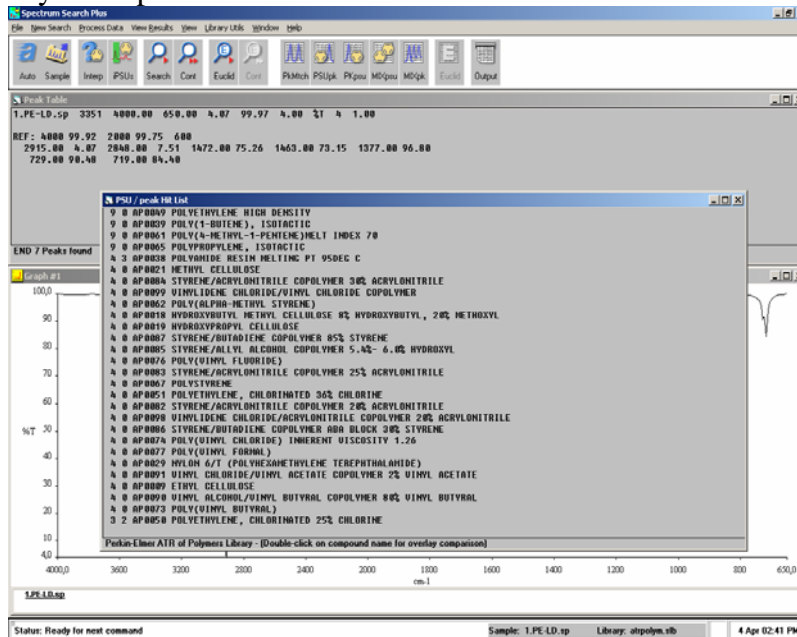 Spectrum Search Plus
File New Search Process Data View Results View Library Utils Window Help
Auto Sample Interp iPSUs Search Cont Euclid Cont PkMtch PSUpk PKpsu MIXpsu MIXpk Euclid Output
Peak Table
1.PE-LD.sp 3351 4000.00 650.00 4.07 99.97 4.00 %T 4 1.00
REF: 4000 99.92 2000 99.75 600
2915.00 4.07 2848.00 7.51 1472.00 75.26 1463.00 73.15 1377.00 96.80
729.00 90.48 719.00 84.40
END 7 Peaks found
PSU / peak Hit List
9 0 AP0049 POLYETHYLENE HIGH DENSITY
9 0 AP0039 POLY(1-BUTENE), ISOTACTIC
9 0 AP0061 POLY(4-METHYL-1-PENTENE)MELT INDEX 70
9 0 AP0065 POLYPROPYLENE, ISOTACTIC
4 3 AP0038 POLYAMIDE RESIN MELTING PT 95DEG C
4 0 AP0021 METHYL CELLULOSE
4 0 AP0084 STYRENE/ACRYLONITRILE COPOLYMER 30% ACRYLONITRILE
4 0 AP0099 VINYLIDENE CHLORIDE/VINYL CHLORIDE COPOLYMER
4 0 AP0062 POLY(ALPHA-METHYL STYRENE)
4 0 AP0018 HYDROXYBUTYL METHYL CELLULOSE 8% HYDROXYBUTYL, 20% METHOXYL
4 0 AP0019 HYDROXYPROPYL CELLULOSE
4 0 AP0087 STYRENE/BUTADIENE COPOLYMER 85% STYRENE
4 0 AP0085 STYRENE/ALLYL ALCOHOL COPOLYMER 5.4%- 6.0% HYDROXYL
4 0 AP0076 POLY(VINYL FLUORIDE)
4 0 AP0083 STYRENE/ACRYLONITRILE COPOLYMER 25% ACRYLONITRILE
4 0 AP0067 POLYSTYRENE
4 0 AP0051 POLYETHYLENE, CHLORINATED 36% CHLORINE
4 0 AP0082 STYRENE/ACRYLONITRILE COPOLYMER 20% ACRYLONITRILE
4 0 AP0098 VINYLIDENE CHLORIDE/ACRYLONITRILE COPOLYMER 20% ACRYLONITRILE
4 0 AP0086 STYRENE/BUTADIENE COPOLYMER ABA BLOCK 30% STYRENE
4 0 AP0074 POLY(VINYL CHLORIDE) INHERENT VISCOSITY 1.26
4 0 AP0077 POLY(VINYL FORMAL)
4 0 AP0029 NYLON 6/T (POLYHEXAMETHYLENE TEREPHTHALAMIDE)
4 0 AP0091 VINYL CHLORIDE/VINYL ACETATE COPOLYMER 2% VINYL ACETATE
4 0 AP0009 ETHYL CELLULOSE
4 0 AP0090 VINYL ALCOHOL/VINYL BUTYRAL COPOLYMER 80% VINYL BUTYRAL
4 0 AP0073 POLY(VINYL BUTYRAL)
3 2 AP0050 POLYETHYLENE, CHLORINATED 25% CHLORINE
Perkin-Elmer ATR of Polymers Library - (Double-click on compound name for overlay comparison)
Graph #1
100,0
90
80
70
60
%T 50
40
30
20
10
4,0
4000,0 3600 3200 2800 2400 2000 1800 1600 1400 1200 1000 800 650,0
cm-1
1.PE-LD.sp
Status: Ready for next command Sample: 1.PE-LD.sp Library: atrpolym.slb 4 Apr 02:41 PM